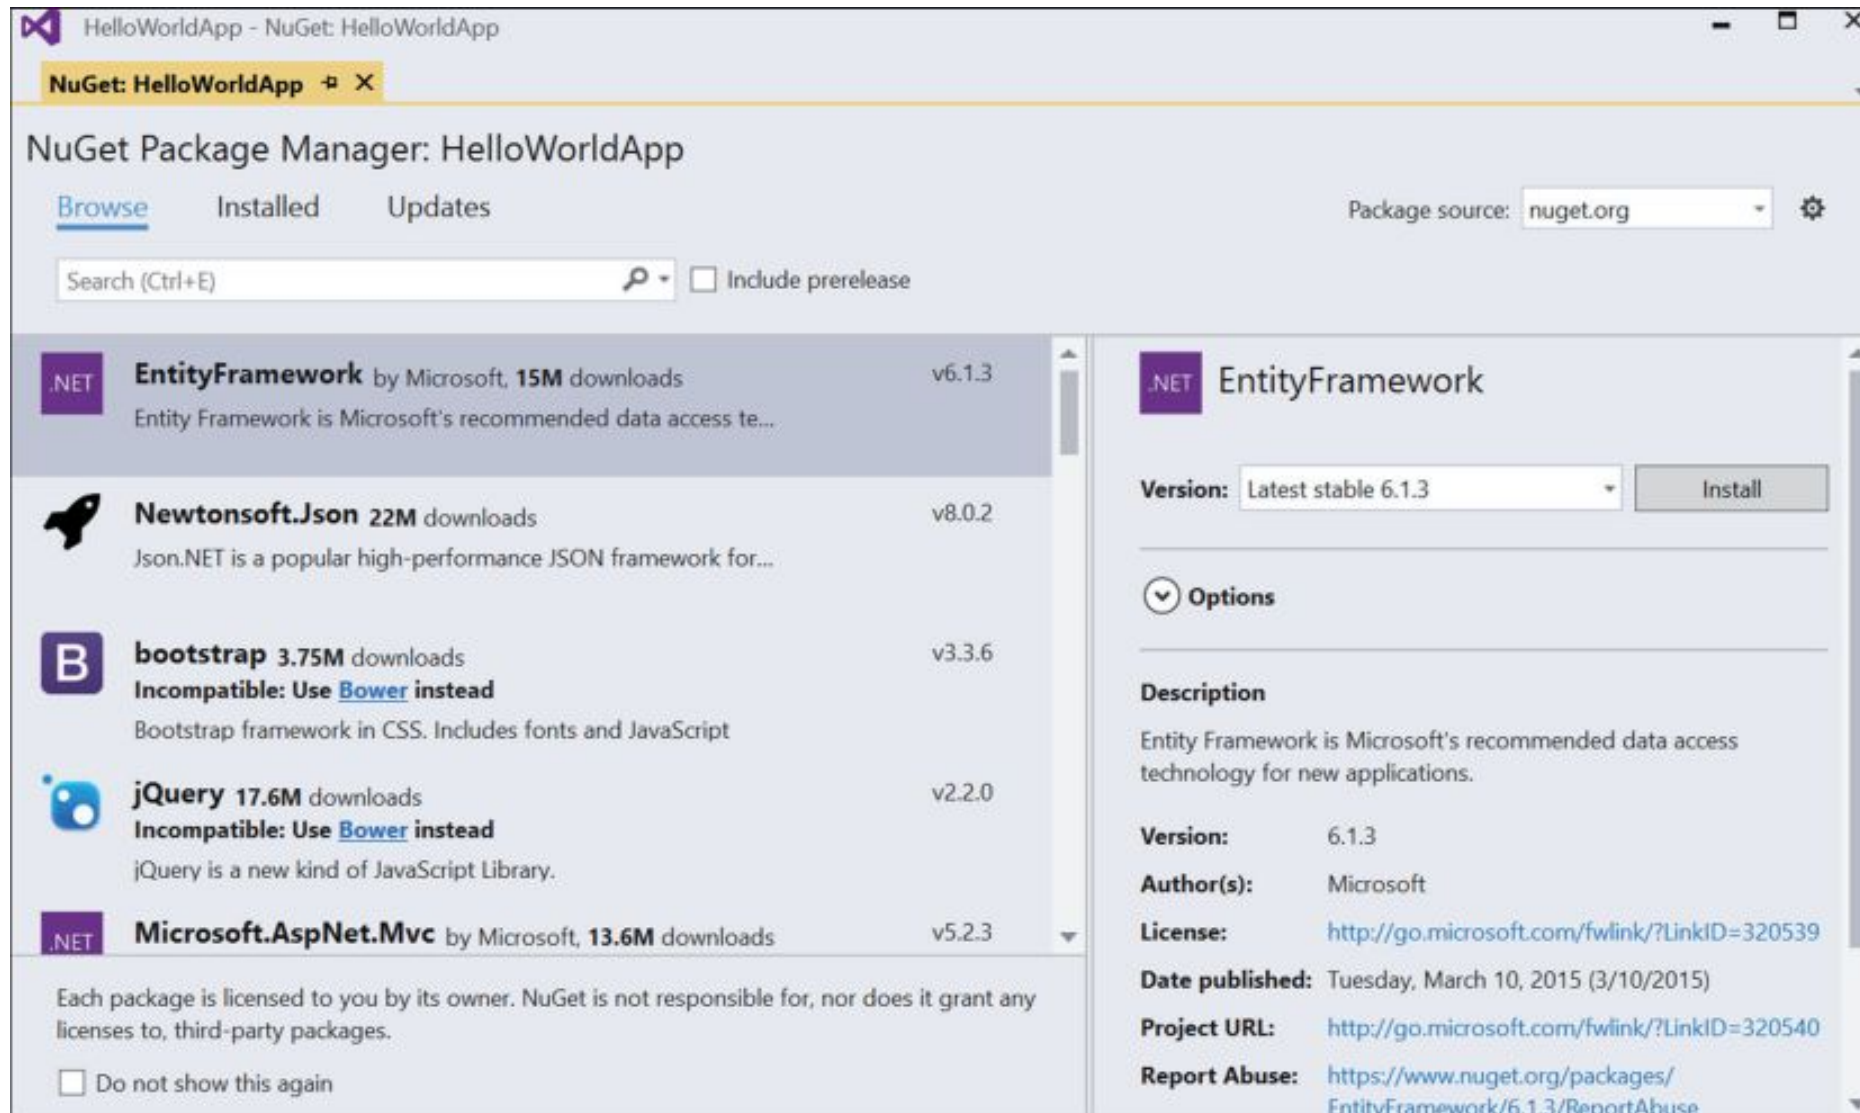 HelloWorldApp - NuGet: HelloWorldApp
NuGet: HelloWorldApp
NuGet Package Manager: HelloWorldApp
Browse Installed Updates
Package source: nuget.org
Search (Ctrl+E)
Include prerelease
.NET
EntityFramework by Microsoft, 15M downloads v6.1.3
Entity Framework is Microsoft's recommended data access te...
Newtonsoft.Json 22M downloads v8.0.2
Json.NET is a popular high-performance JSON framework for...
B
bootstrap 3.75M downloads v3.3.6
Incompatible: Use Bower instead
Bootstrap framework in CSS. Includes fonts and JavaScript
jQuery 17.6M downloads v2.2.0
Incompatible: Use Bower instead
jQuery is a new kind of JavaScript Library.
.NET
Microsoft.AspNet.Mvc by Microsoft, 13.6M downloads v5.2.3
Each package is licensed to you by its owner. NuGet is not responsible for, nor does it grant any
licenses to, third-party packages.
Do not show this again
.NET
EntityFramework
Version: Latest stable 6.1.3 Install
Options
Description
Entity Framework is Microsoft's recommended data access
technology for new applications.
Version: 6.1.3
Author(s): Microsoft
License: http://go.microsoft.com/fwlink/?LinkID=320539
Date published: Tuesday, March 10, 2015 (3/10/2015)
Project URL: http://go.microsoft.com/fwlink/?LinkID=320540
Report Abuse: https://www.nuget.org/packages/
EntityFramework/6.1.3/ReportAbuse